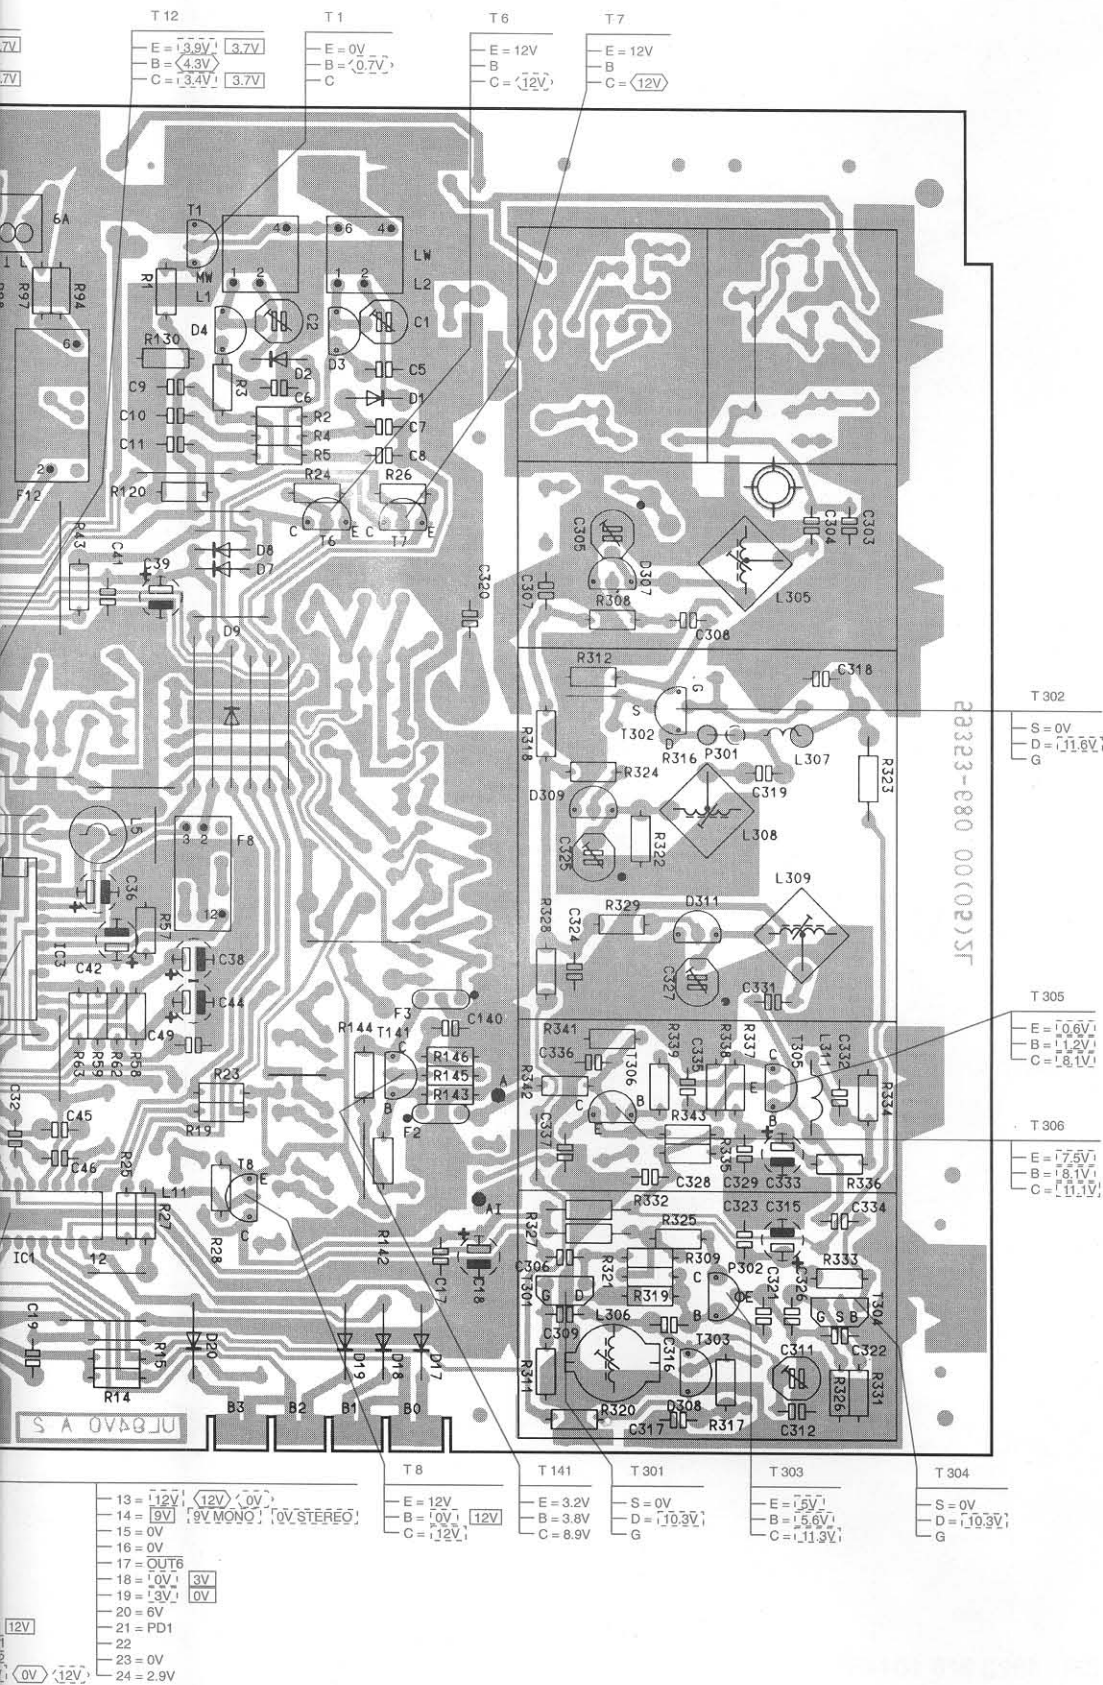 T 12
T 1
T 6
T 7
E = 3.9V 3.7V
B = 4.3V
C = 3.4V 3.7V
E = 0V
B = 0.7V
C
E = 12V
B
C = 12V
E = 12V
B
C = 12V
T1
6A
4
6
4
LW
MW
1
2
1
2
L1
L2
R97
R94
R1
D4
C2
D3
C1
6
R130
D2
C5
C9
R3
C6
D1
C10
R2
C7
C11
R4
R5
C8
2
F12
R120
R24
R26
C
T6
E
C
T7
E
C305
C304
C303
R43
C41
C39
D8
D7
D307
C320
C307
R308
L305
C308
D9
R312
G
C318
S
T302
D
R316
P301
L307
R318
R324
C319
R323
D309
L308
C325
R322
T 302
S = 0V
D = 11.6V
G
55353-680 00(05)ZL
L5
3 2
F8
C36
12
IC3
R57
C42
C38
C44
C49
L309
R329
D311
R328
C324
C327
C331
F3
C140
R63
R59
R62
R58
R144
T141
R146
R145
R143
B
F2
A
R341
C336
T306
R339
C335
R338
R337
T305
L311
C332
R342
C
B
E
C
E
R343
B
R334
C337
R335
C328
C329
C333
R336
T 305
E = 0.6V
B = 1.2V
C = 8.1V
T 306
E = 7.5V
B = 8.1V
C = 11.1V
C32
R23
C45
R19
C46
R25
T8
E
L11
R27
C
R28
IC1
12
R142
AI
C17
C18
R332
C323
C315
C334
R327
R325
C306
R321
R309
P302
R333
T301
G
D
R319
C
E
B
C321
C326
G S B
T304
C309
L306
C316
T303
C311
C322
R311
R326
R331
R320
D308
C317
R317
C312
C19
R15
R14
D20
D19
D18
D17
B3
B2
B1
B0
UL84V0 A 2
T 8
T 141
T 301
T 303
T 304
E = 12V
B = 0V 12V
C = 12V
E = 3.2V
B = 3.8V
C = 8.9V
S = 0V
D = 10.3V
G
E = 5V
B = 5.6V
C = 11.3V
S = 0V
D = 10.3V
G
13 = 12V 12V 0V
14 = 9V 9V MONO 0V STEREO
15 = 0V
16 = 0V
17 = OUT6
18 = 0V 3V
19 = 3V 0V
20 = 6V
21 = PD1
22
23 = 0V
24 = 2.9V
12V
0V 12V